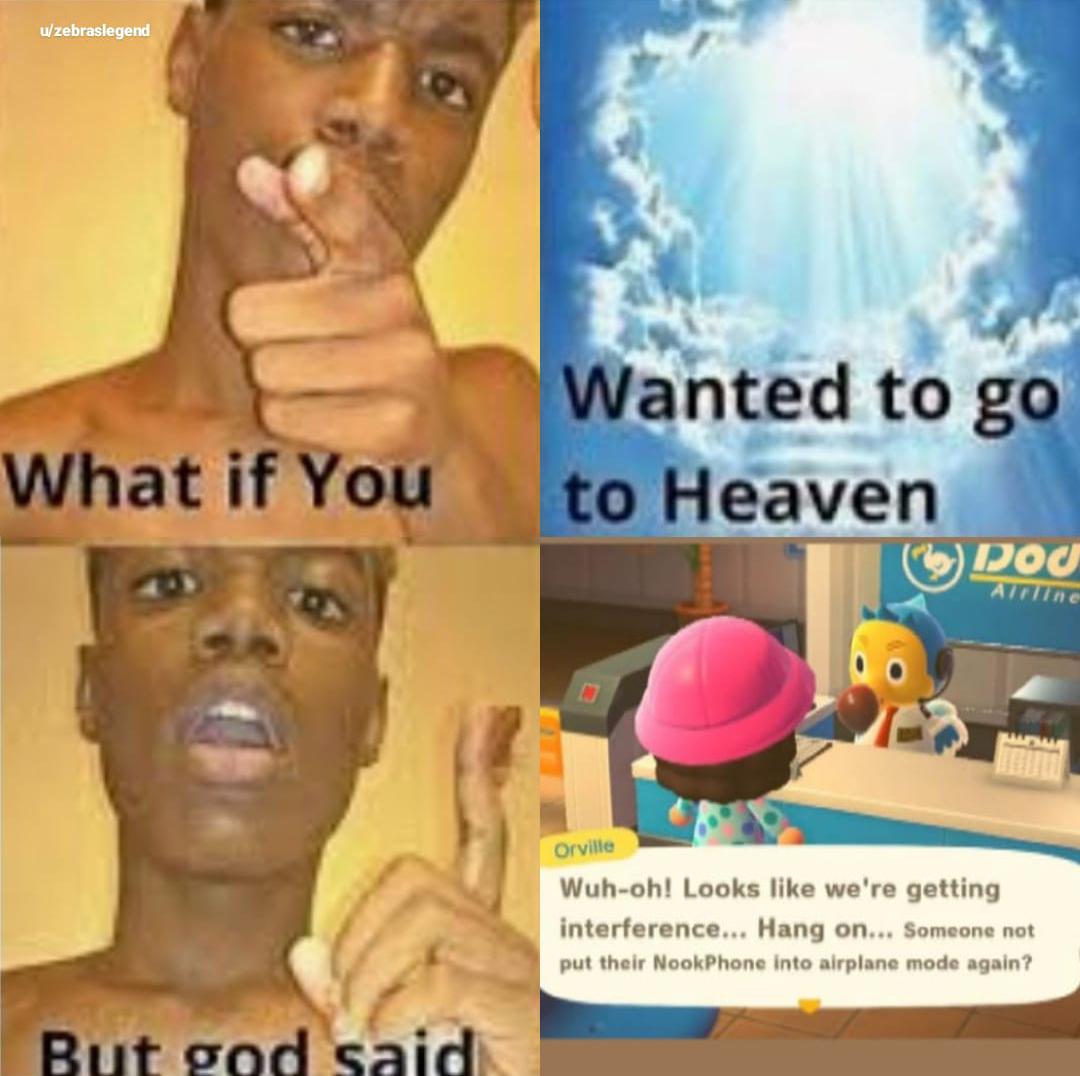 u/zebraslegend
What if You
Wanted to go
to Heaven
But god said
Dod
Airline
Orville
Wuh-oh! Looks like we're getting
interference... Hang on... Someone not
put their NookPhone into airplane mode again?